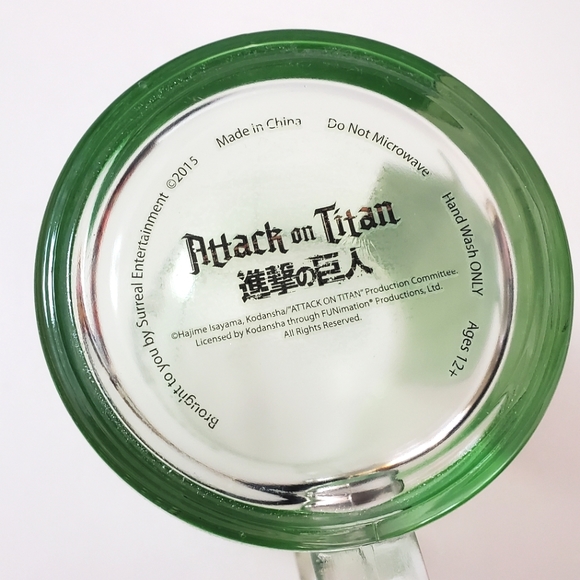 Brought to you by Surreal Entertainment ©2015
Made in China
Do Not Microwave
Hand Wash ONLY
Ages 12+
Attack on Titan
進撃の巨人
©Hajime Isayama, Kodansha/"ATTACK ON TITAN" Production Committee.
Licensed by Kodansha through FUNimation® Productions, Ltd.
All Rights Reserved.